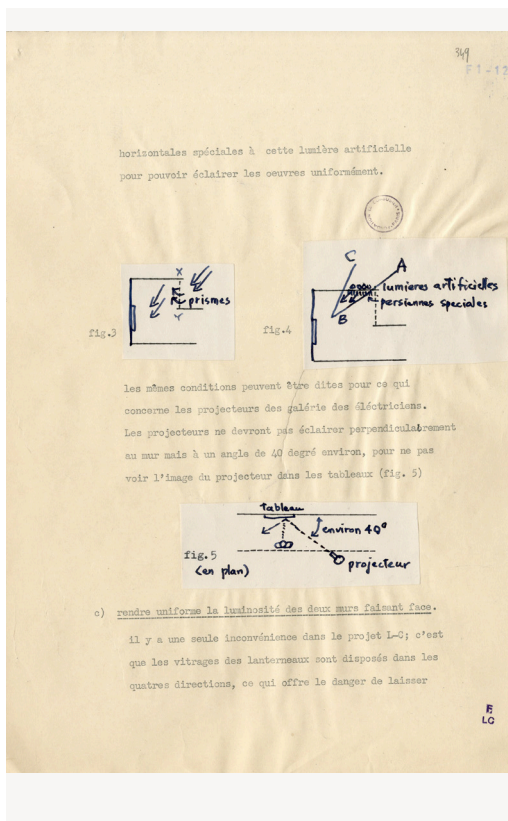 349
F1-12
horizontales spéciales à cette lumière artificielle
pour pouvoir éclairer les oeuvres uniformément.
X
prismes
Y
fig.3
C
A
lumieres artificielles
persiennes speciales
B
fig.4
les mêmes conditions peuvent être dites pour ce qui
concerne les projecteurs des galérie des éléctriciens.
Les projecteurs ne devront pas éclairer perpendiculairement
au mur mais à un angle de 40 degré environ, pour ne pas
voir l'image du projecteur dans les tableaux (fig. 5)
tableau
environ 40°
fig.5
(en plan)
projecteur
c) rendre uniforme la luminosité des deux murs faisant face.
il y a une seule inconvénience dans le projet L-C; c'est
que les vitrages des lanterneaux sont disposés dans les
quatres directions, ce qui offre le danger de laisser
LC